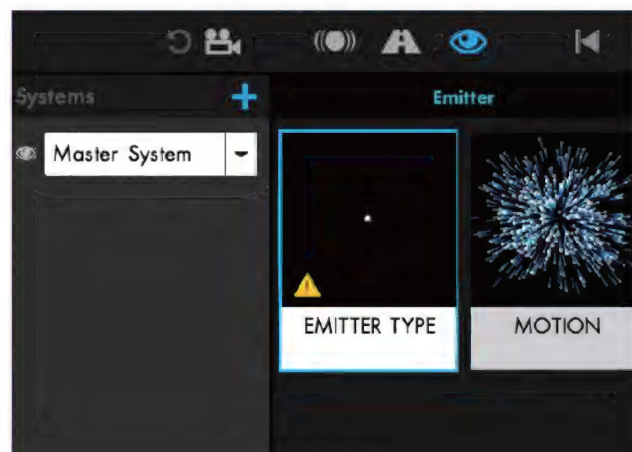 Systems
Emitter
Master System
EMITTER TYPE
MOTION